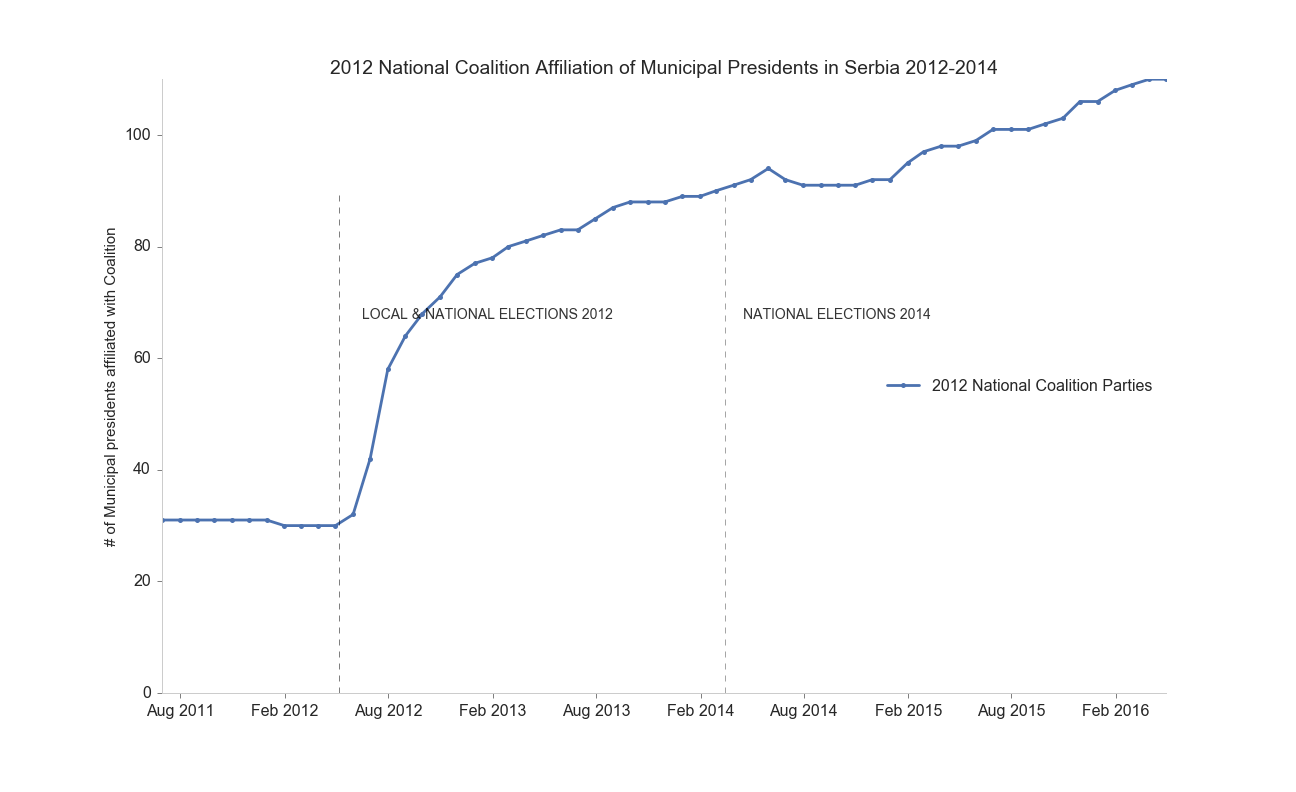 2012 National Coalition Affiliation of Municipal Presidents in Serbia 2012-2014
# of Municipal presidents affiliated with Coalition
100
80
60
40
20
0
LOCAL & NATIONAL ELECTIONS 2012
NATIONAL ELECTIONS 2014
2012 National Coalition Parties
Aug 2011 Feb 2012 Aug 2012 Feb 2013 Aug 2013 Feb 2014 Aug 2014 Feb 2015 Aug 2015 Feb 2016